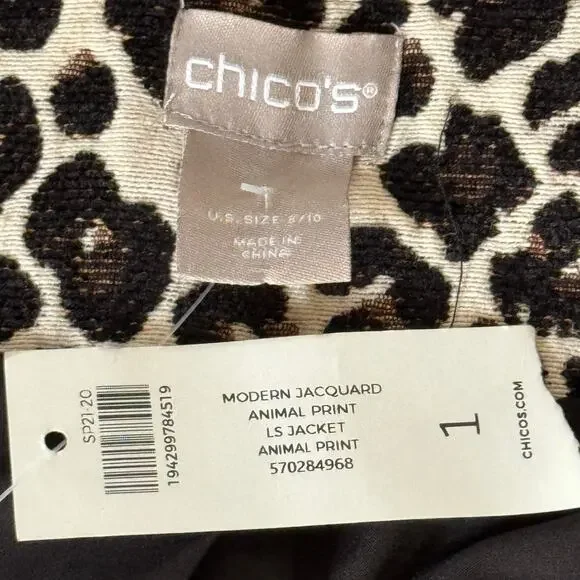 chico's®
1
U.S. SIZE 8/10
MADE IN
CHINA
SP21-20
194299784519
MODERN JACQUARD
ANIMAL PRINT
LS JACKET
ANIMAL PRINT
570284968
1
CHICOS.COM